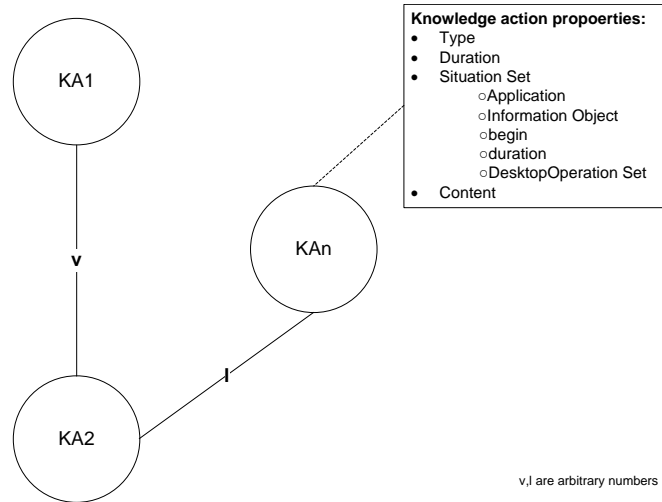 Knowledge action propoerties:
• Type
• Duration
• Situation Set
○Application
○Information Object
○begin
○duration
○DesktopOperation Set
• Content
KA1
KAn
v
l
KA2
v,l are arbitrary numbers